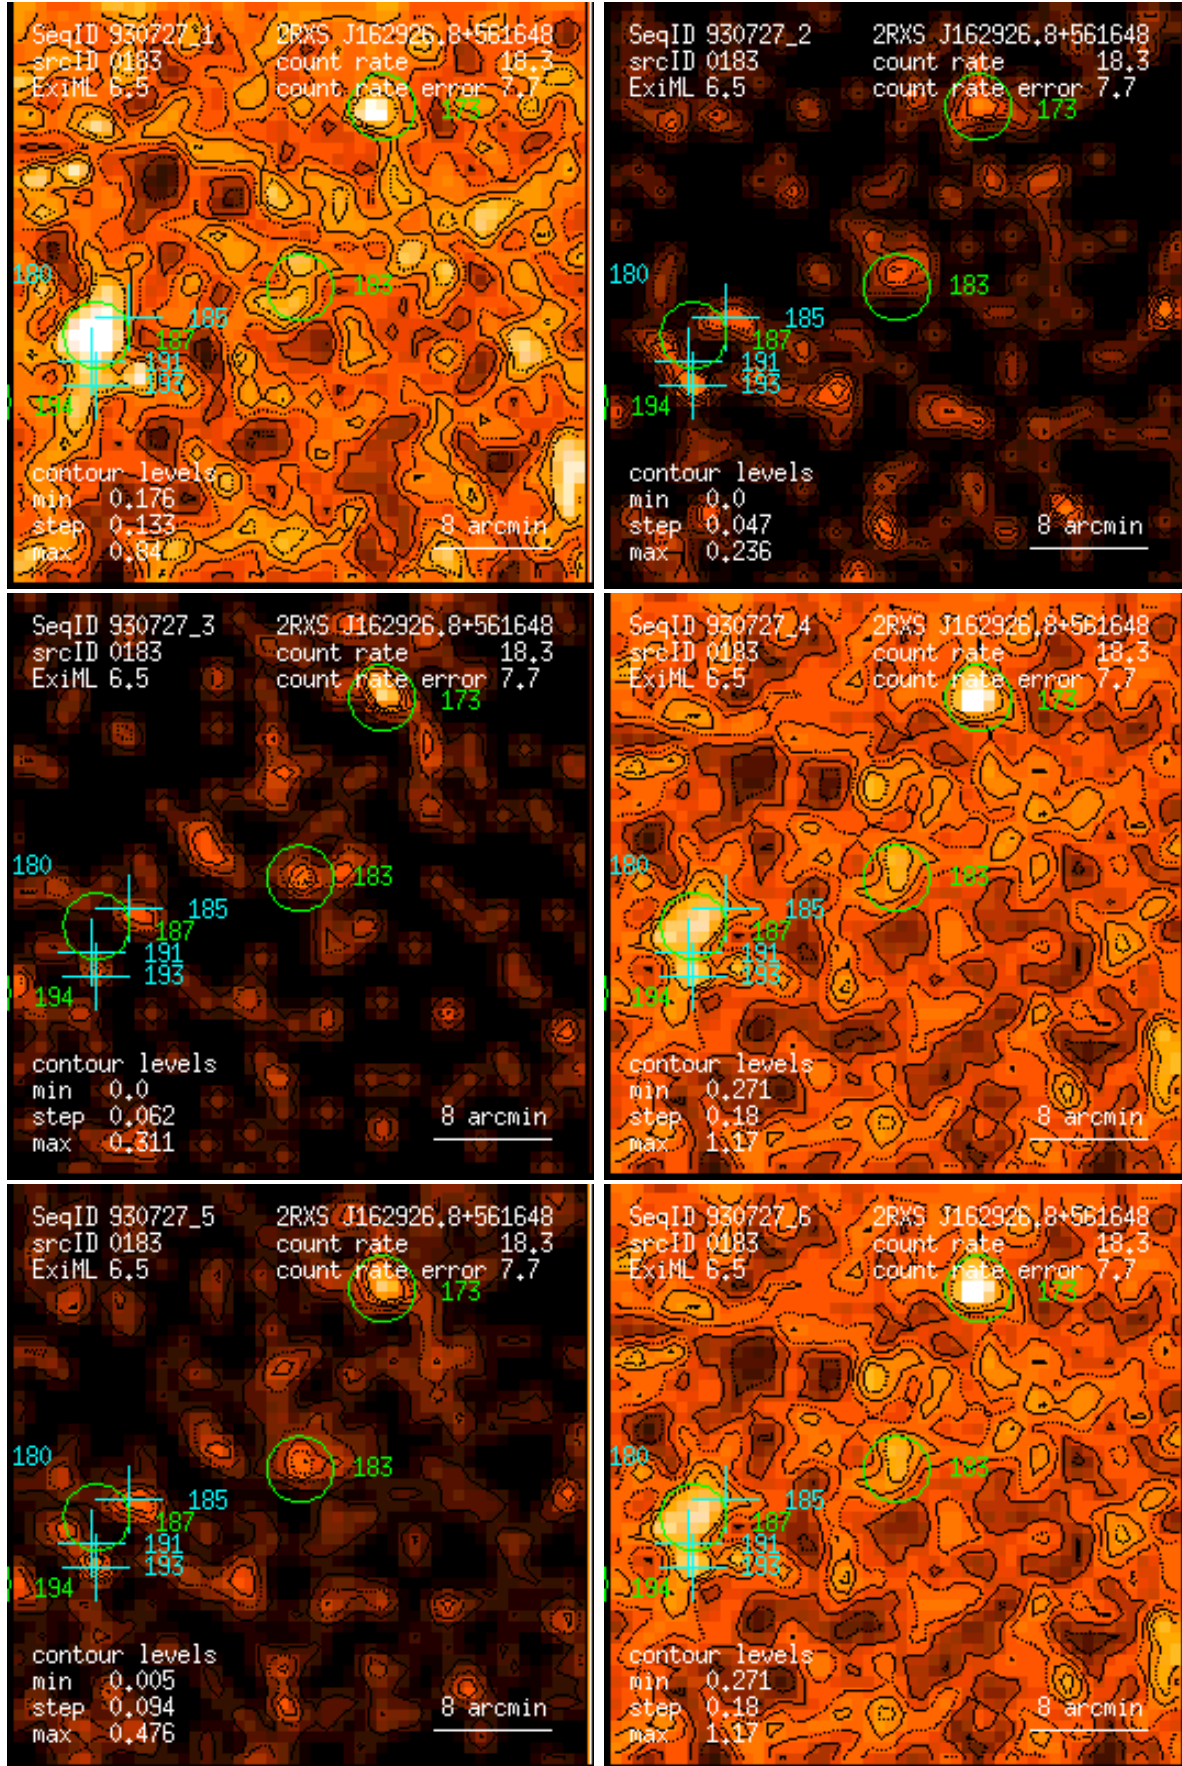 SeqID 930727_1 2RXS J162926.8+561648
srcID 0183 count rate 18.3
ExiML 6.5 count rate error 7.7
173
180
183
185
187
191
193
194
contour levels
min 0.176
step 0.133
max 0.84
8 arcmin
SeqID 930727_2 2RXS J162926.8+561648
srcID 0183 count rate 18.3
ExiML 6.5 count rate error 7.7
173
180
183
185
187
191
193
194
contour levels
min 0.0
step 0.047
max 0.236
8 arcmin
SeqID 930727_3 2RXS J162926.8+561648
srcID 0183 count rate 18.3
ExiML 6.5 count rate error 7.7
173
180
183
185
187
191
193
194
contour levels
min 0.0
step 0.062
max 0.311
8 arcmin
SeqID 930727_4 2RXS J162926.8+561648
srcID 0183 count rate 18.3
ExiML 6.5 count rate error 7.7
173
180
183
185
187
191
193
194
contour levels
min 0.271
step 0.18
max 1.17
8 arcmin
SeqID 930727_5 2RXS J162926.8+561648
srcID 0183 count rate 18.3
ExiML 6.5 count rate error 7.7
173
180
183
185
187
191
193
194
contour levels
min 0.005
step 0.094
max 0.476
8 arcmin
SeqID 930727_6 2RXS J162926.8+561648
srcID 0183 count rate 18.3
ExiML 6.5 count rate error 7.7
173
180
183
185
187
191
193
194
contour levels
min 0.271
step 0.18
max 1.17
8 arcmin